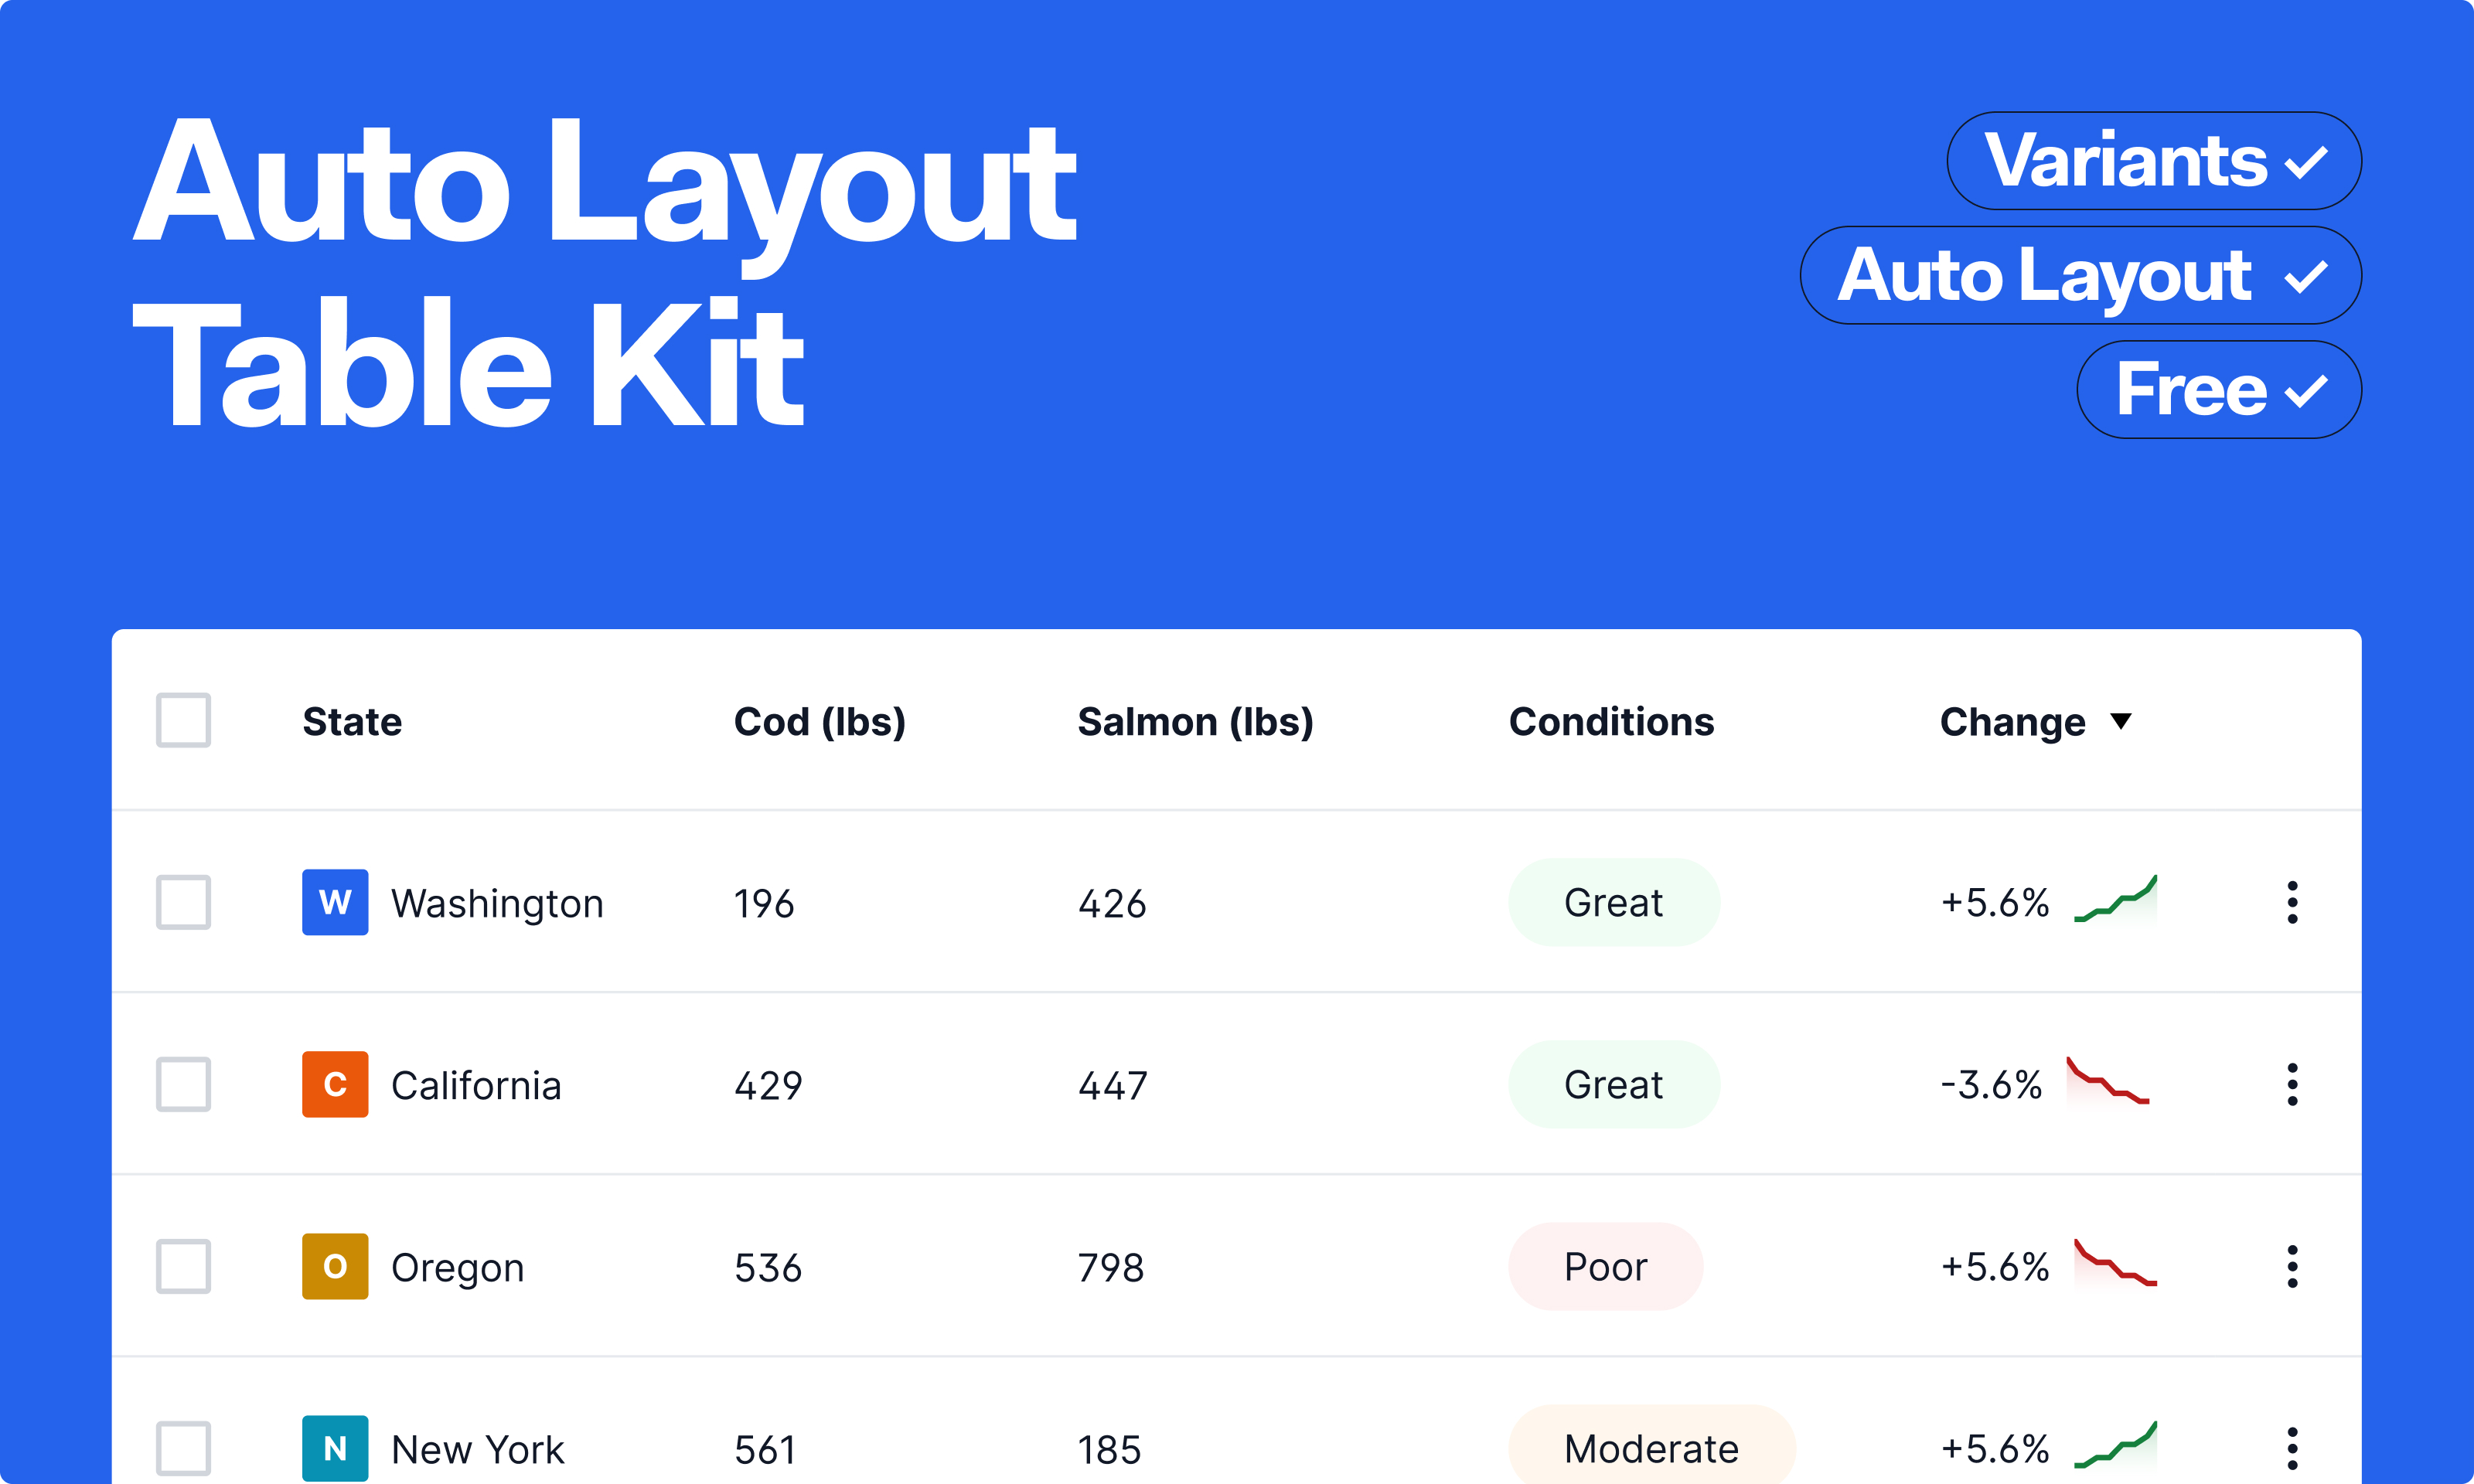 Auto Layout
Table Kit
Variants
Auto Layout
Free
State Cod (lbs) Salmon (lbs) Conditions Change
W Washington 196 426 Great +5.6%
C California 429 447 Great -3.6%
O Oregon 536 798 Poor +5.6%
N New York 561 185 Moderate +5.6%